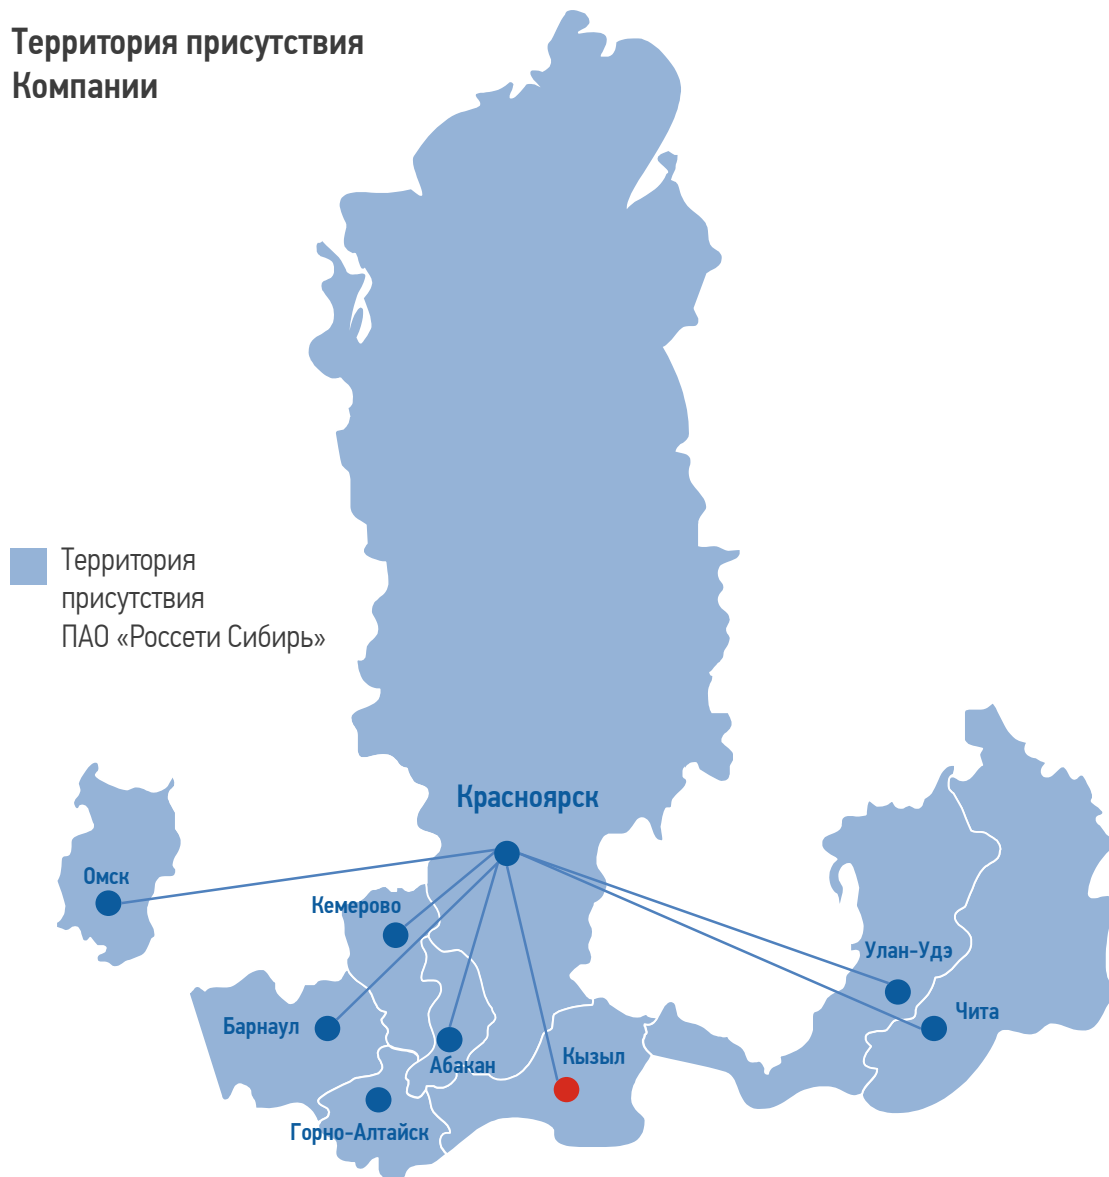 Территория присутствия
Компании
Территория
присутствия
ПАО «Россети Сибирь»
Красноярск
Омск
Кемерово
Улан-Удэ
Чита
Барнаул
Абакан
Кызыл
Горно-Алтайск